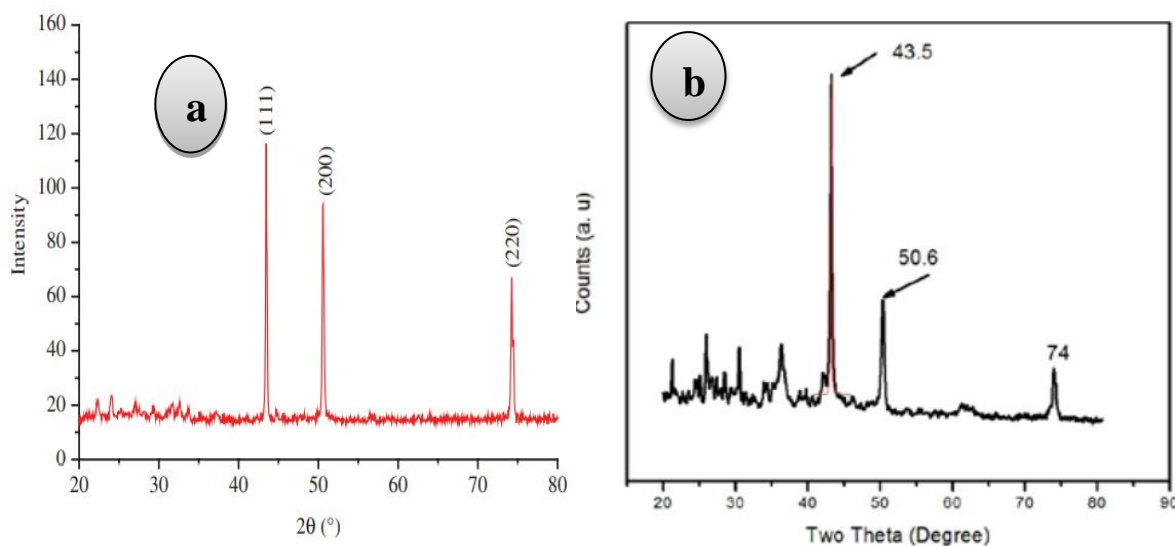 a
160
140
120
100
80
60
40
20
0
Intensity
(111)
(200)
(220)
20 30 40 50 60 70 80
2θ (°)
b
43.5
50.6
74
Counts (a. u)
20 30 40 50 60 70 80 90
Two Theta (Degree)